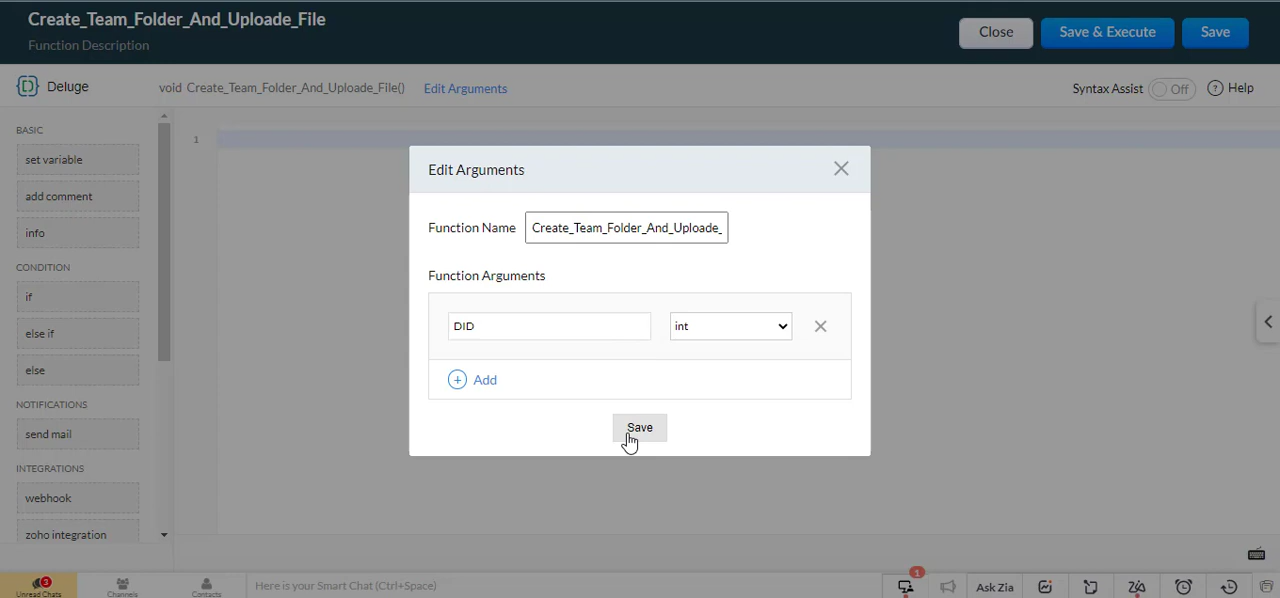 Create_Team_Folder_And_Uploade_File
Function Description
Close
Save & Execute
Save
Deluge
void Create_Team_Folder_And_Uploade_File()
Edit Arguments
Syntax Assist
Off
Help
BASIC
set variable
add comment
info
CONDITION
if
else if
else
NOTIFICATIONS
send mail
INTEGRATIONS
webhook
zoho integration
1
Edit Arguments
Function Name
Create_Team_Folder_And_Uploade_
Function Arguments
DID
int
Add
Save
3
Unread Chats
Channels
Contacts
Here is your Smart Chat (Ctrl+Space)
1
Ask Zia